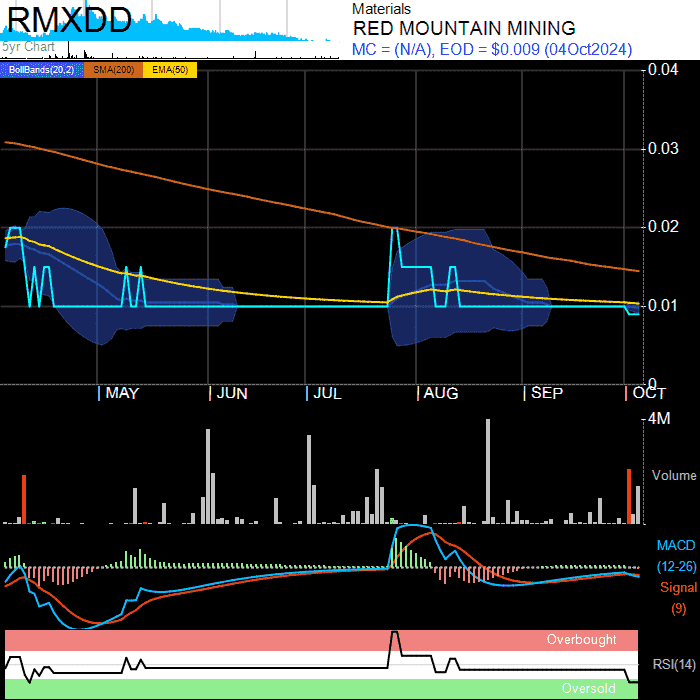 RMXDD
5yr Chart
Materials
RED MOUNTAIN MINING
MC = (N/A), EOD = $0.009 (04Oct2024)
BollBands(20,2) SMA(200) EMA(50)
0.04
0.03
0.02
0.01
0
MAY JUN JUL AUG SEP OCT
4M
Volume
MACD
(12-26)
Signal
(9)
Overbought
RSI(14)
Oversold